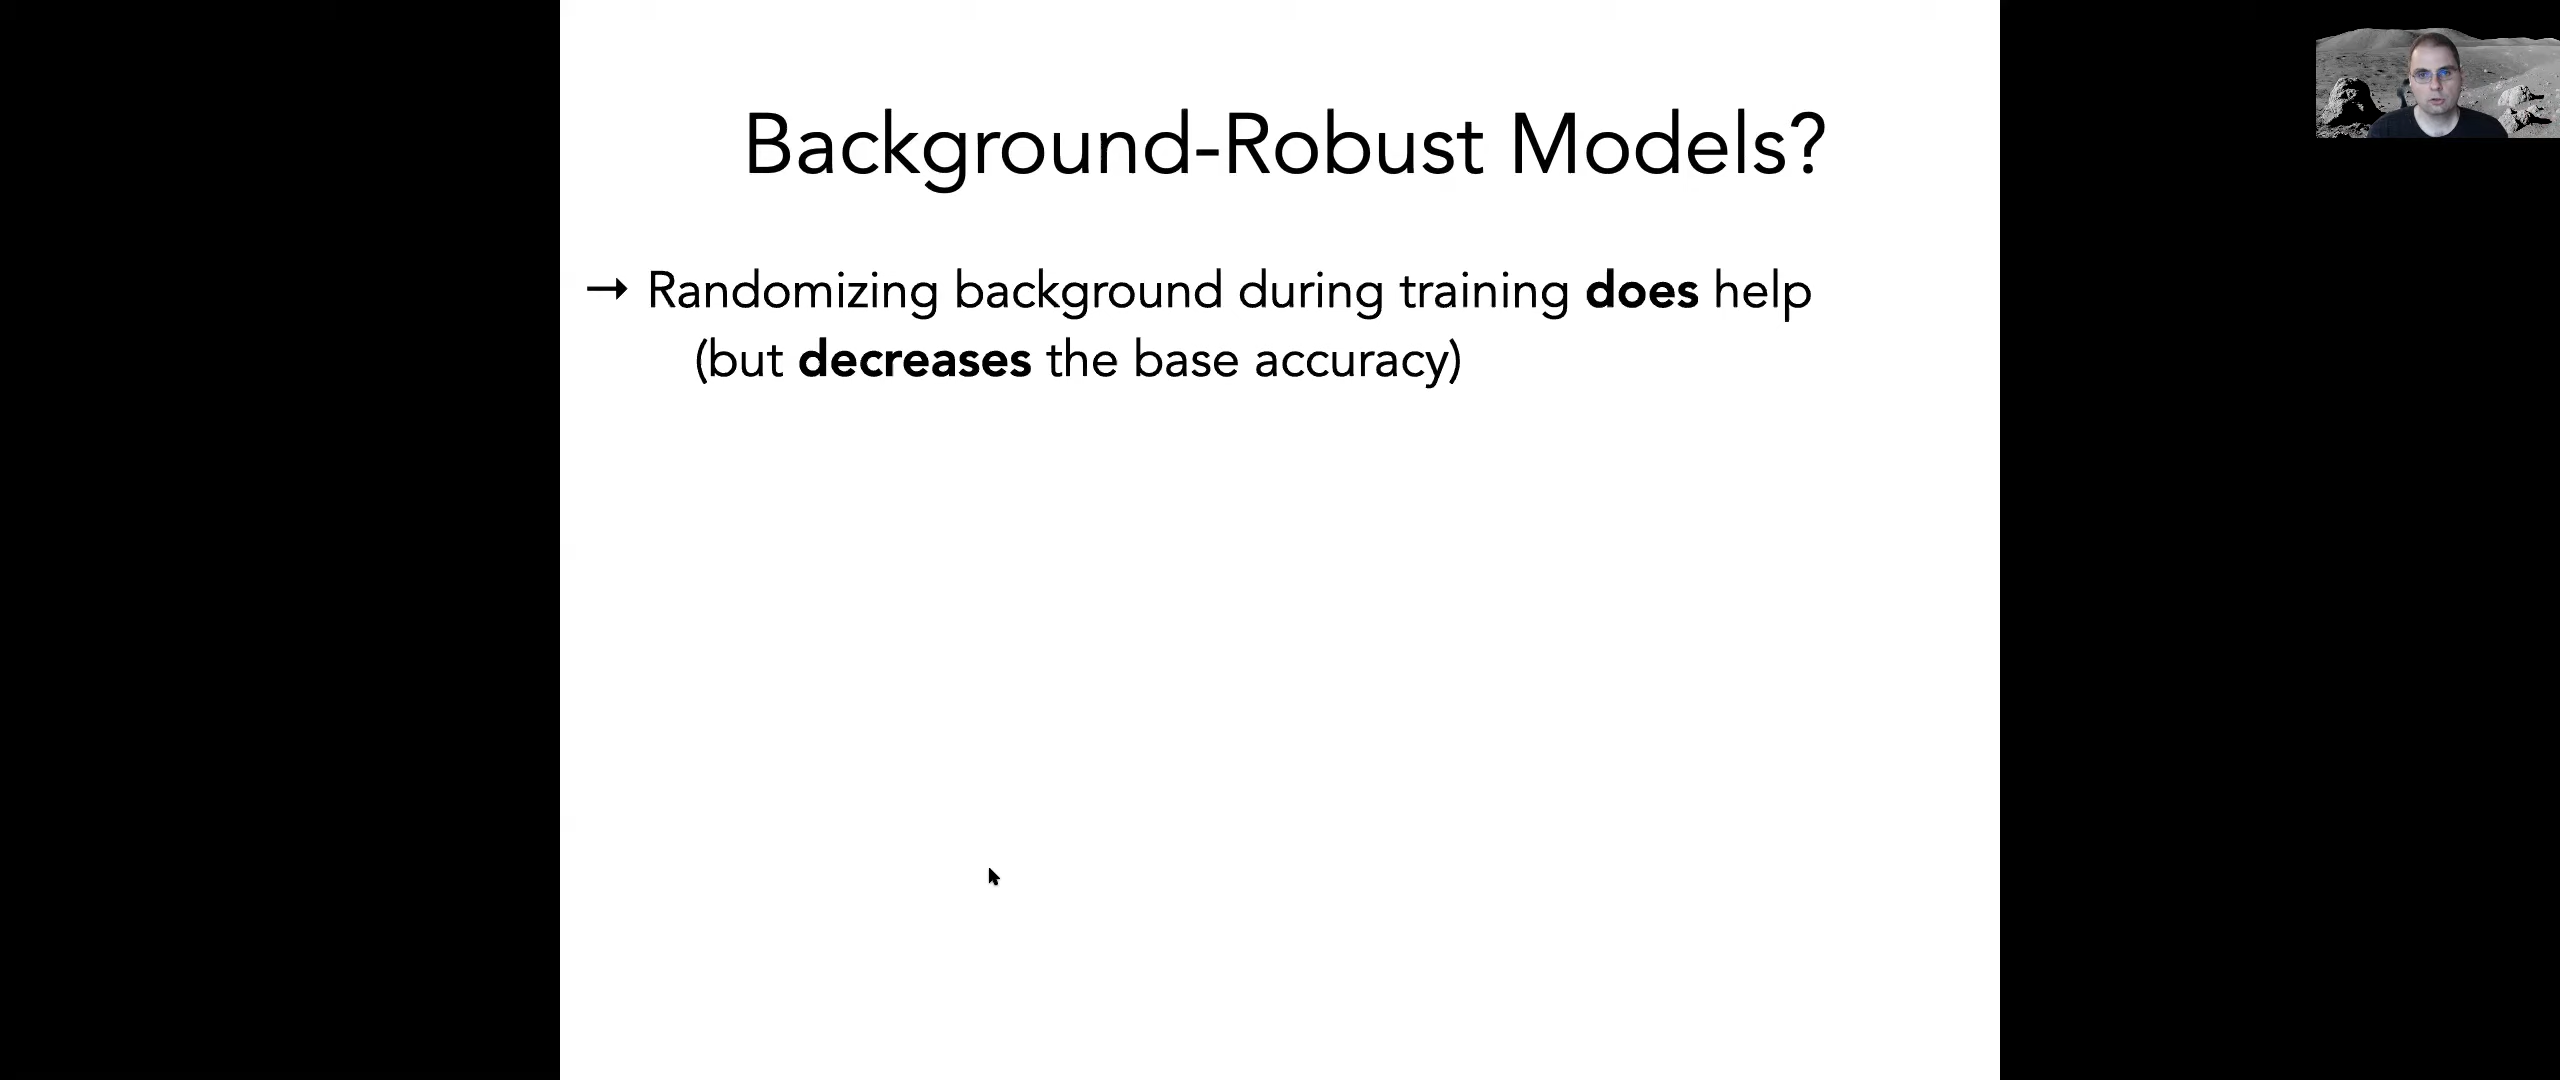 Background-Robust Models?
→ Randomizing background during training does help
(but decreases the base accuracy)